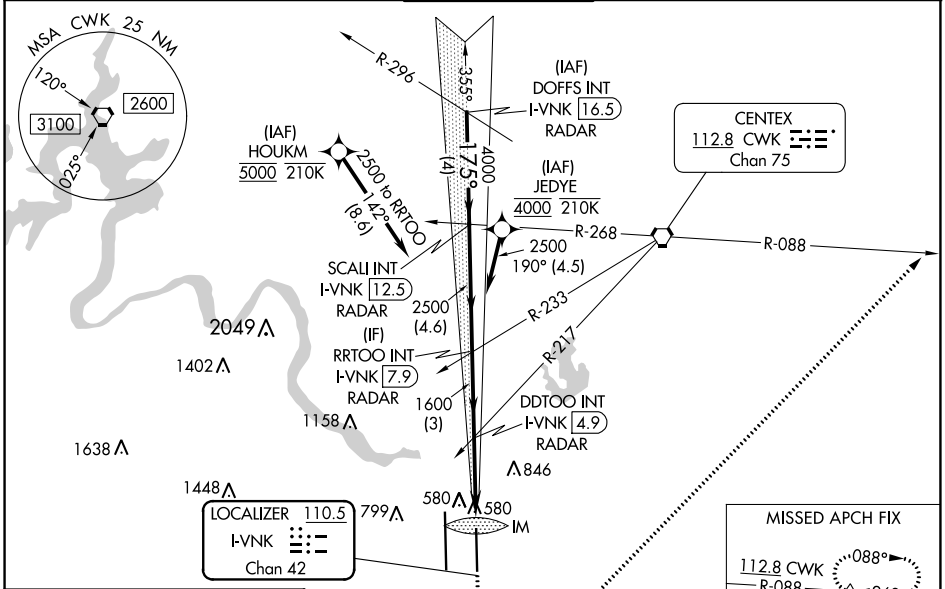 MSA CWK 25 NM
120°
3100
2600
025°
R-296
355°
(IAF)
DOFFS INT
I-VNK 16.5
RADAR
CENTEX
112.8 CWK
Chan 75
(IAF)
HOUKM
5000 210K
2500 to RRTOO
142°
(8.6)
4000
175°
(4)
(IAF)
JEDYE
4000 210K
R-268
R-088
2500
190° (4.5)
SCALI INT
I-VNK 12.5
RADAR
2500
(4.6)
R-233
R-217
(IF)
RRTOO INT
I-VNK 7.9
RADAR
2049
1402
1600
(3)
DDTOO INT
I-VNK 4.9
RADAR
1158
1638
846
1448
580
580
799
IM
LOCALIZER 110.5
I-VNK
Chan 42
MISSED APCH FIX
112.8 CWK
088°
R-088